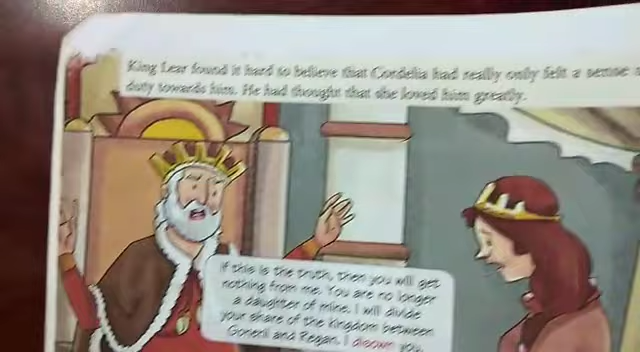 King Lear found it hard to believe that Cordelia had really only felt a sense
duty towards him. He had thought that she loved him greatly.
If this is the truth, then you will get
nothing from me. You are no longer
a daughter of mine. I will divide
your share of the kingdom between
Goneril and Regan. I disown you.